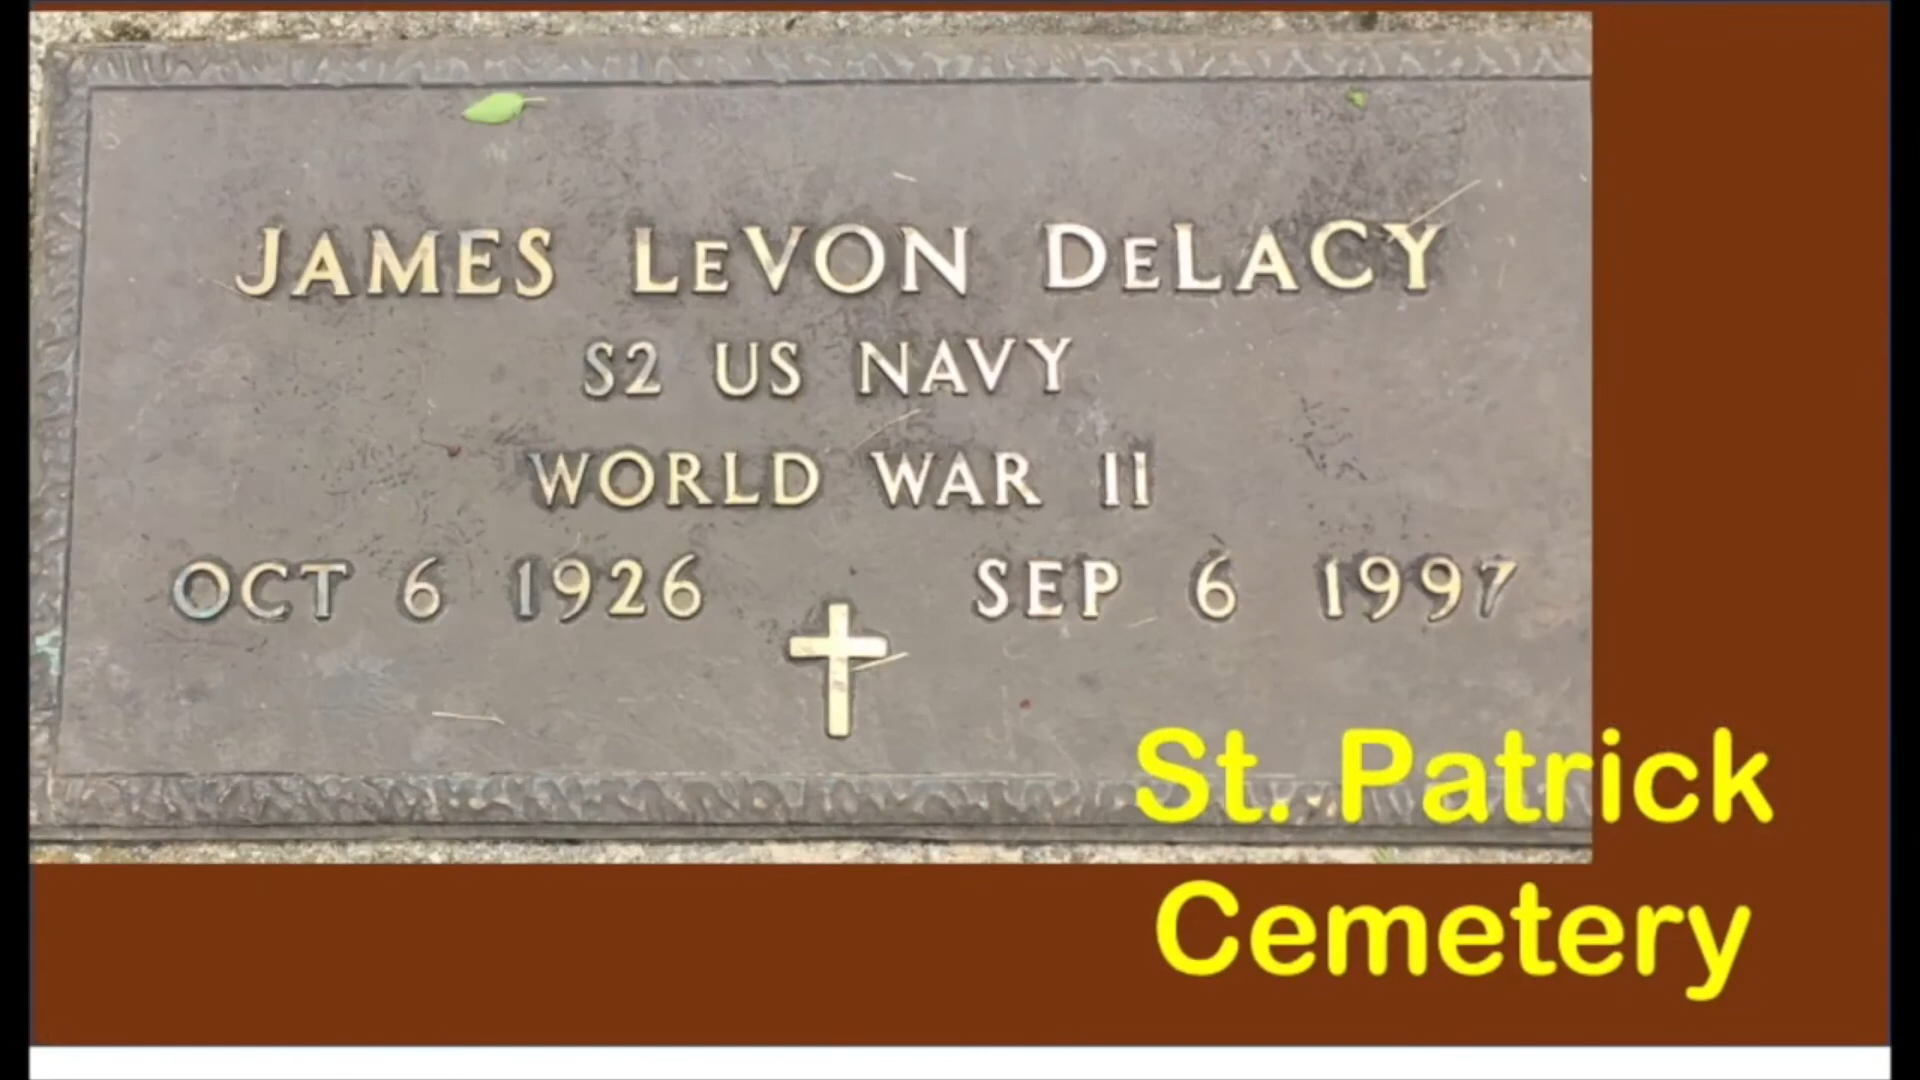 JAMES LeVON DeLACY
S2 US NAVY
WORLD WAR II
OCT 6 1926 SEP 6 1997
St. Patrick
Cemetery